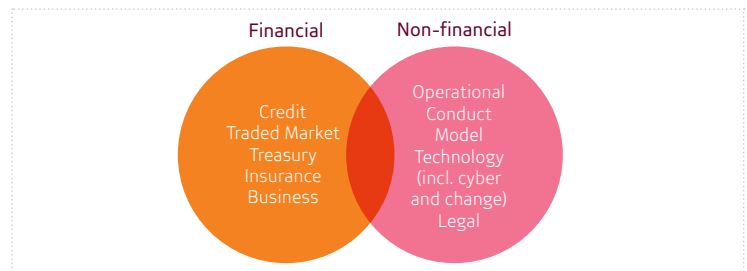 Financial
Non-financial
Credit
Traded Market
Treasury
Insurance
Business
Operational
Conduct
Model
Technology
(incl. cyber
and change)
Legal